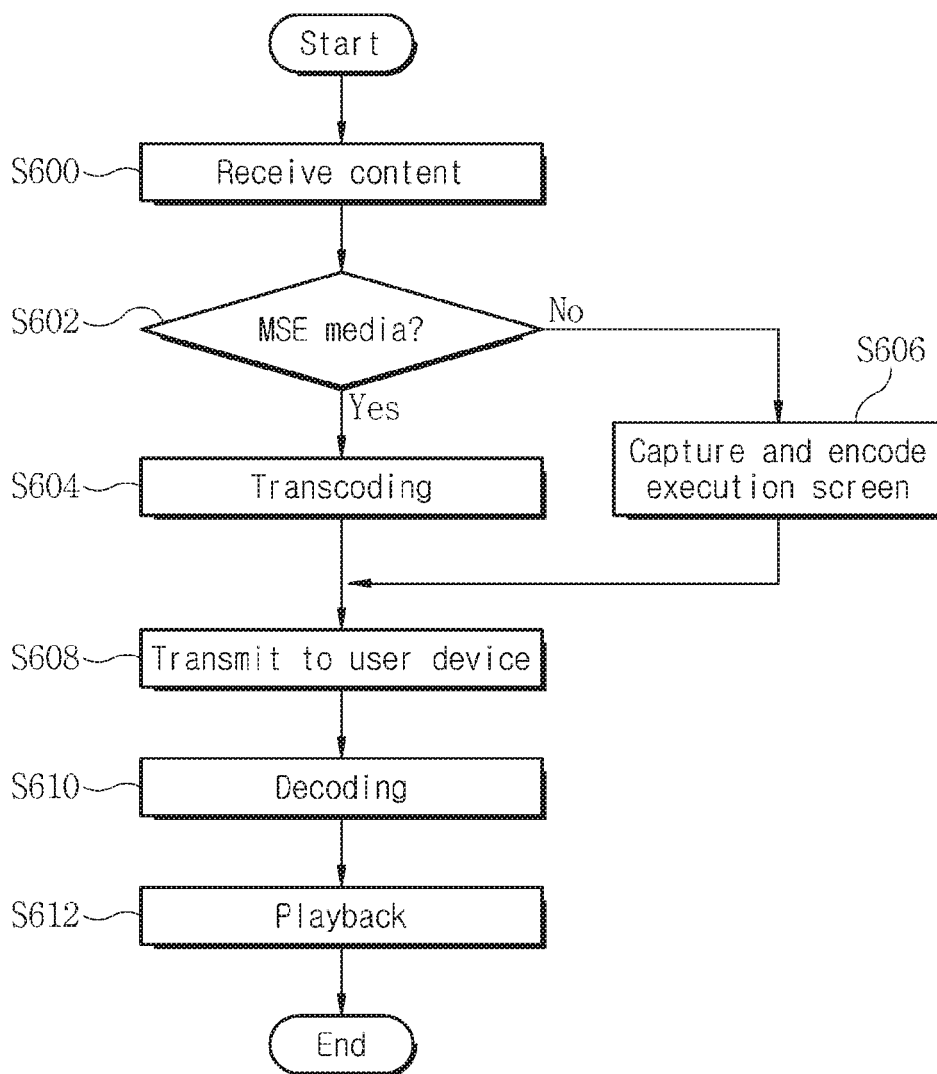 Start
S600
Receive content
S602
MSE media?
No
S606
Yes
Capture and encode
execution screen
S604
Transcoding
S608
Transmit to user device
S610
Decoding
S612
Playback
End